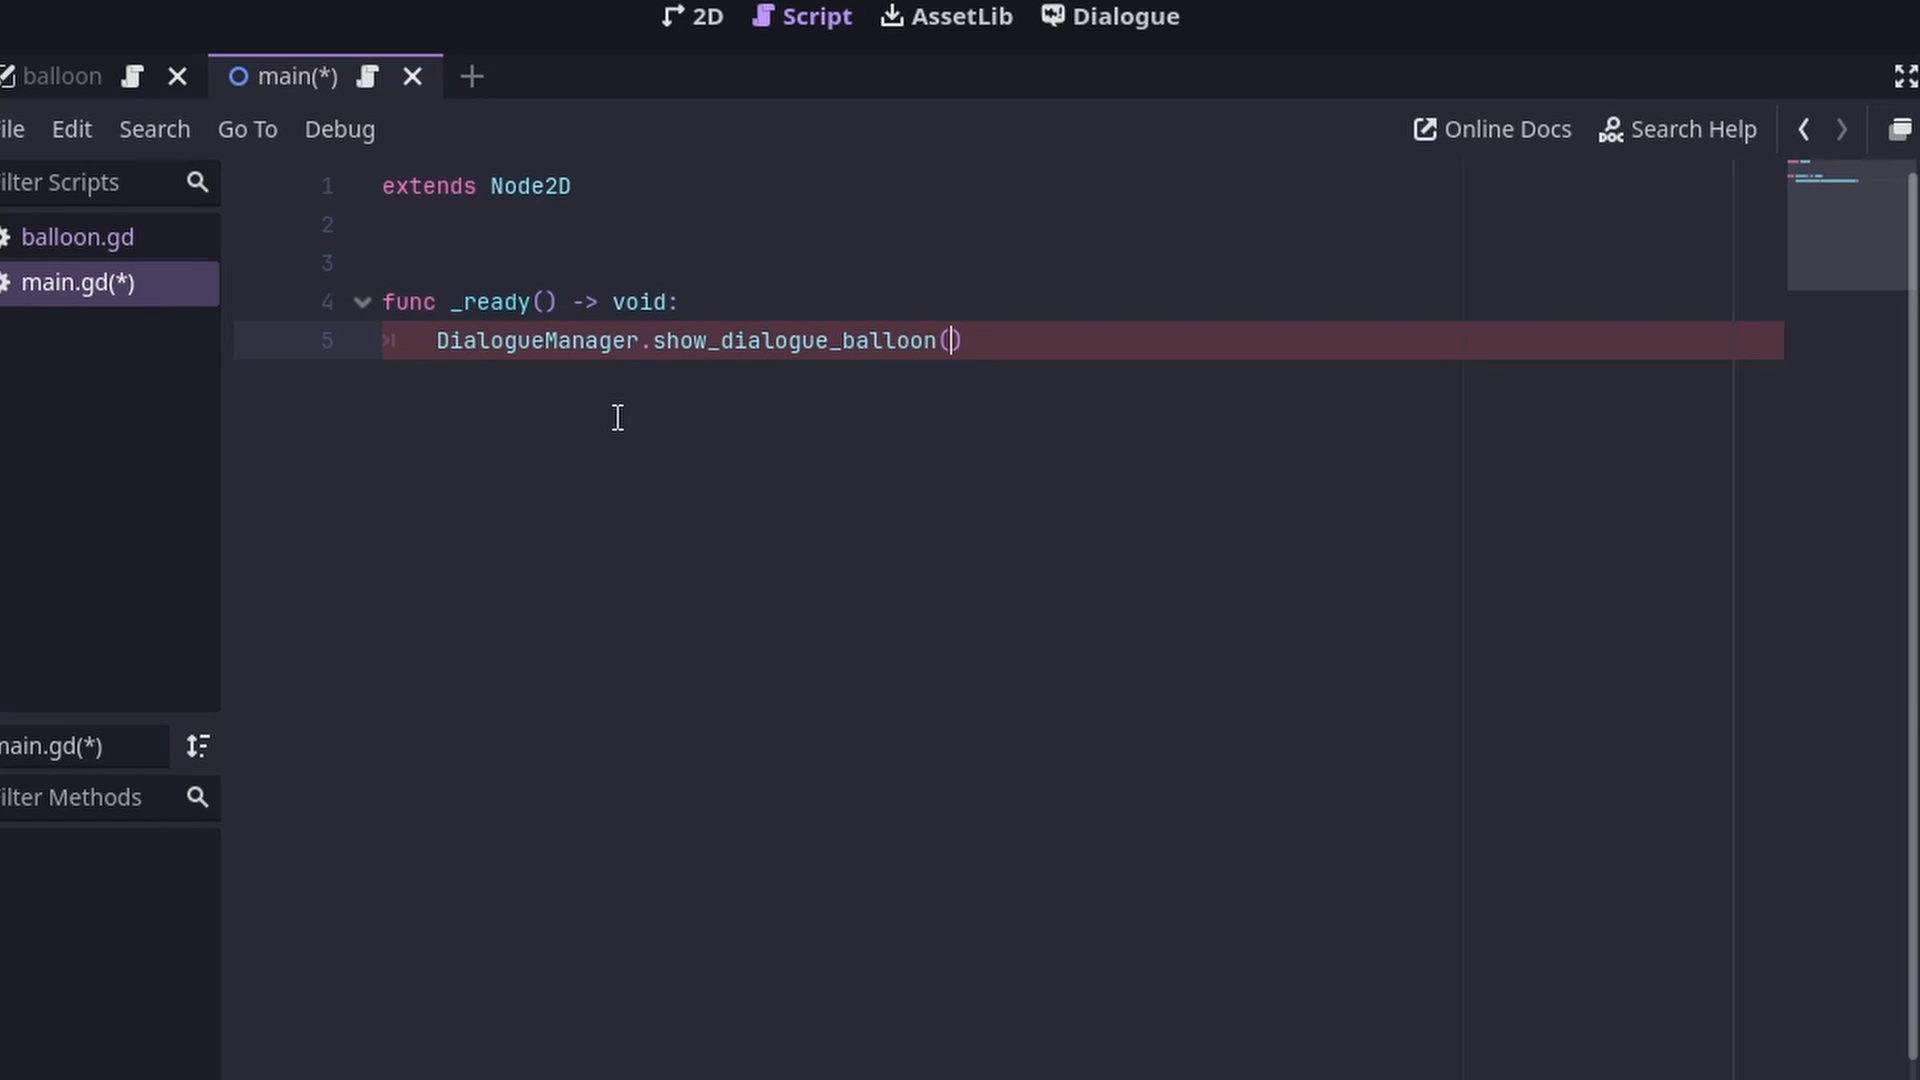 2D Script AssetLib Dialogue
balloon main(*)
ile Edit Search Go To Debug Online Docs Search Help
ilter Scripts
balloon.gd
main.gd(*)
main.gd(*)
ilter Methods
1 extends Node2D
2
3
4 func _ready() -> void:
5 DialogueManager.show_dialogue_balloon()